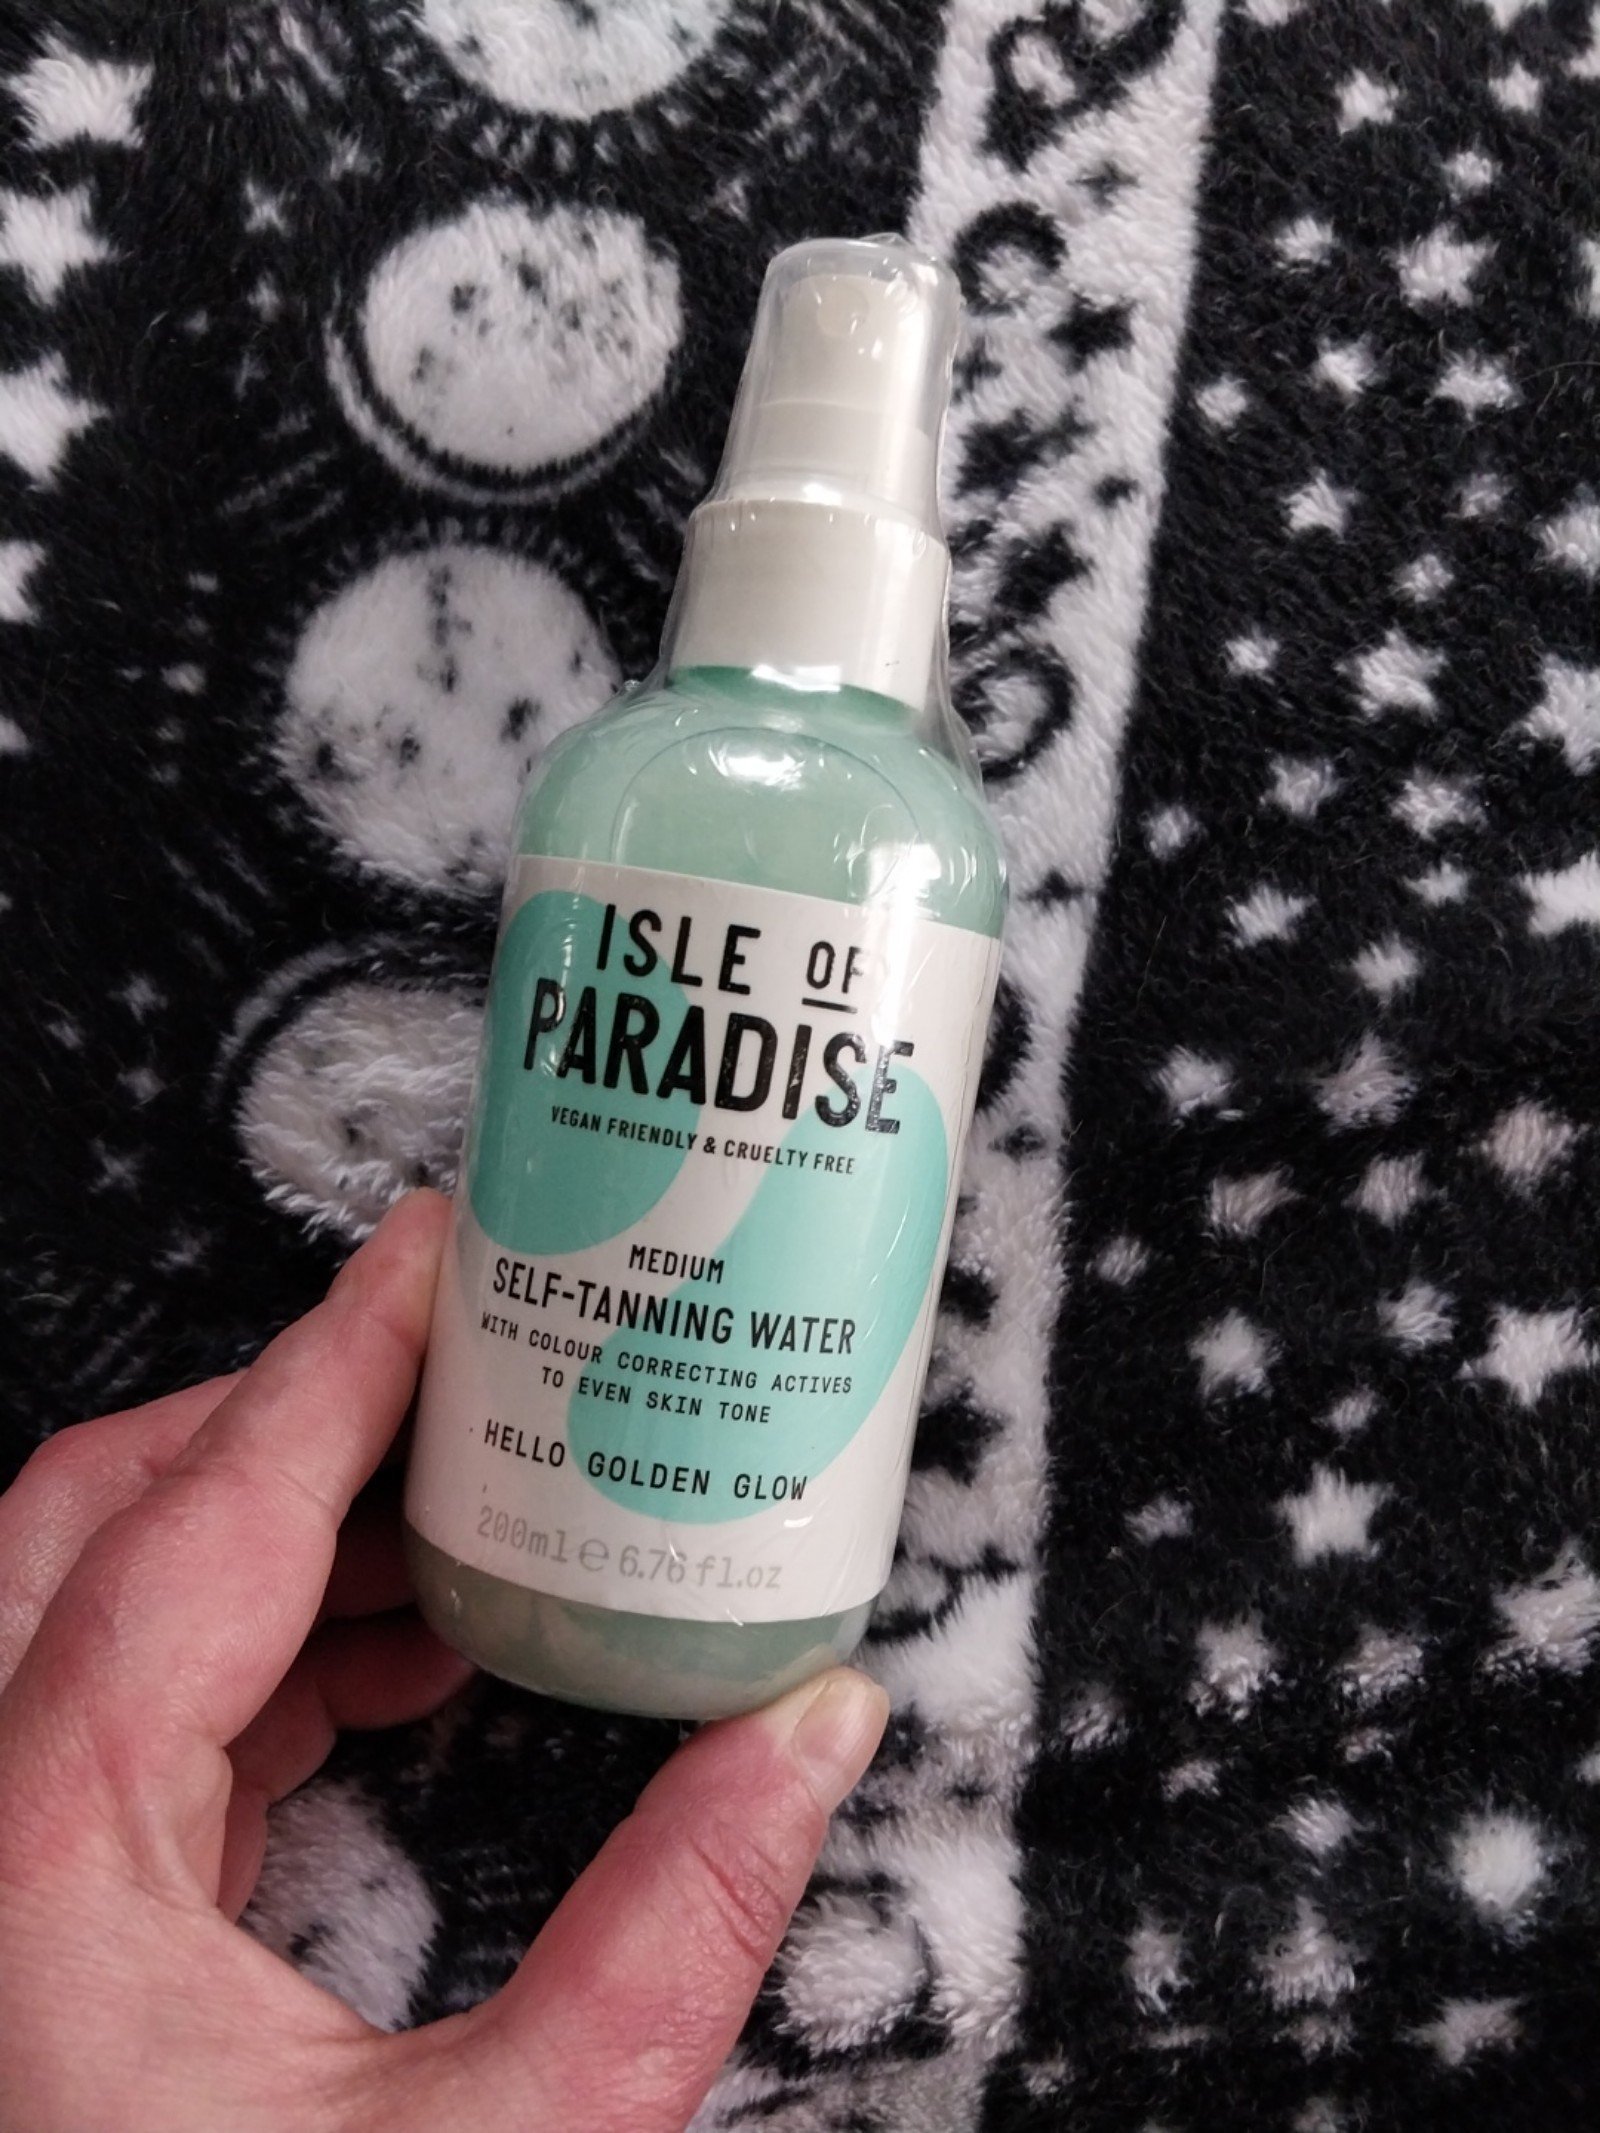 ISLE OF
PARADISE
VEGAN FRIENDLY & CRUELTY FREE
MEDIUM
SELF-TANNING WATER
WITH COLOUR CORRECTING ACTIVES
TO EVEN SKIN TONE
HELLO GOLDEN GLOW
200ml ℮ 6.76 fl.oz